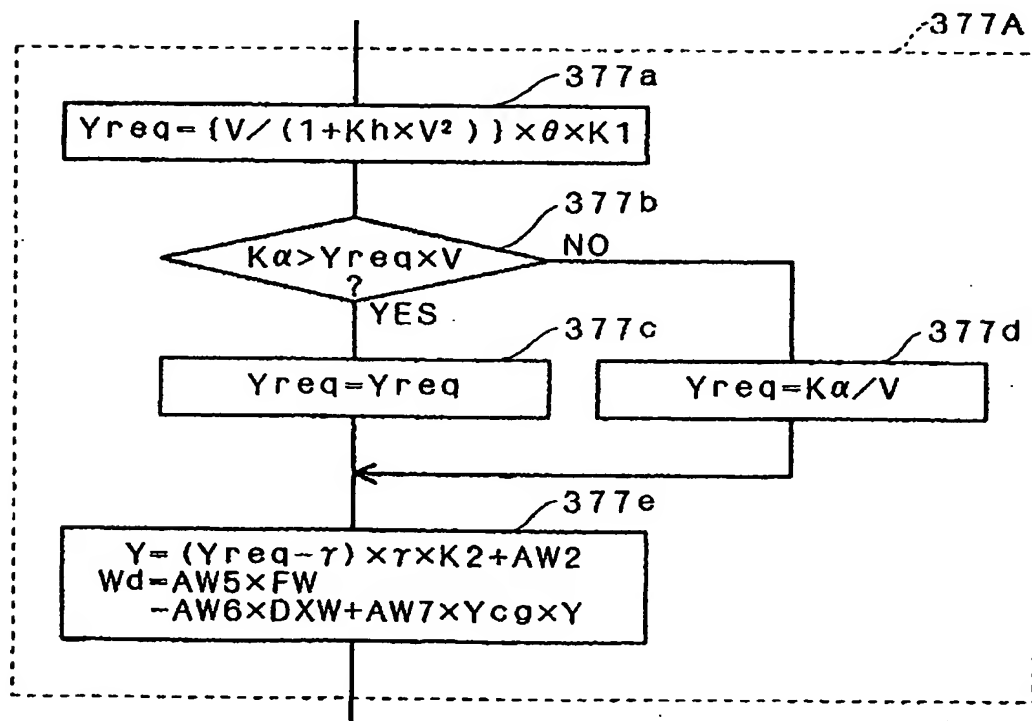 377A
377a
Yreq={V/(1+Kh×V²)}×θ×K1
377b
Kα>Yreq×V
?
NO
YES
377c
377d
Yreq=Yreq
Yreq=Kα/V
377e
Y=(Yreq-γ)×γ×K2+AW2
Wd=AW5×FW
-AW6×DXW+AW7×Ycg×Y